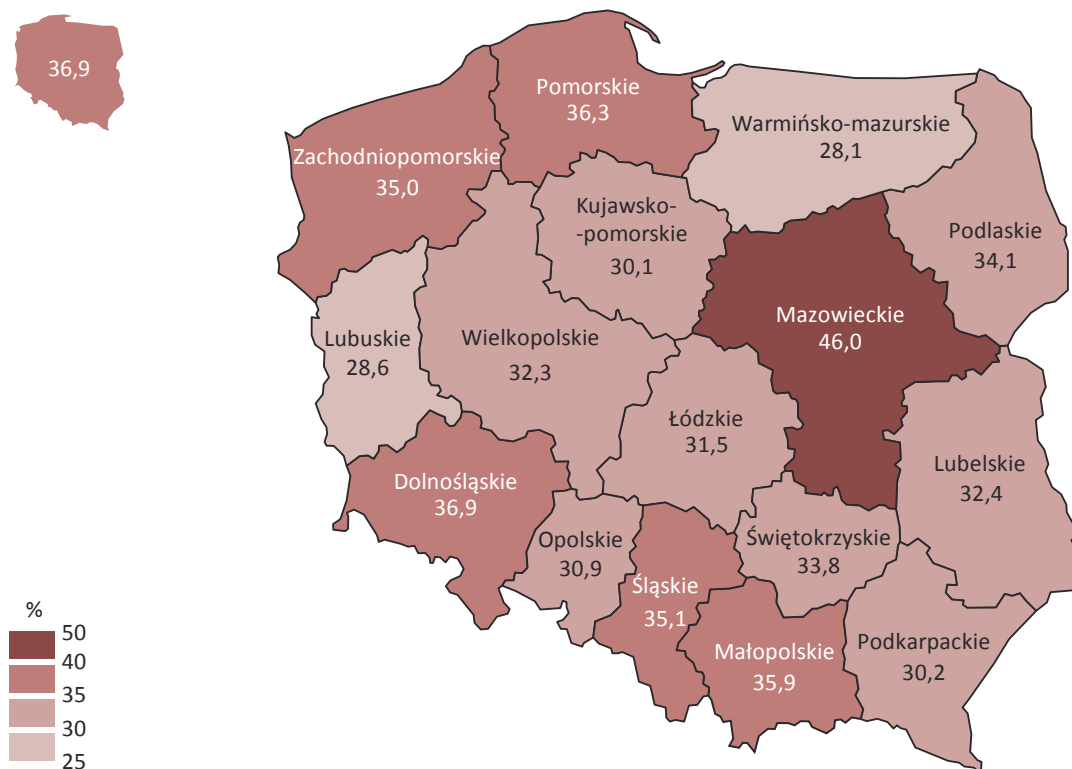 36,9
Pomorskie
36,3
Warmińsko-mazurskie
28,1
Zachodniopomorskie
35,0
Kujawsko-
-pomorskie
30,1
Podlaskie
34,1
Mazowieckie
46,0
Lubuskie
28,6
Wielkopolskie
32,3
Łódzkie
31,5
Lubelskie
32,4
Dolnośląskie
36,9
Opolskie
30,9
Świętokrzyskie
33,8
Śląskie
35,1
Małopolskie
35,9
Podkarpackie
30,2
%
50
40
35
30
25